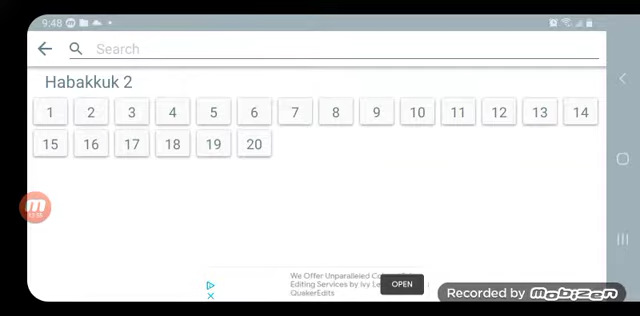 9:48
Search
Habakkuk 2
1 2 3 4 5 6 7 8 9 10 11 12 13 14
15 16 17 18 19 20
We Offer Unparalleled
Editing Services by Ivy
QuakerEdits
OPEN
Recorded by MOBIZEN